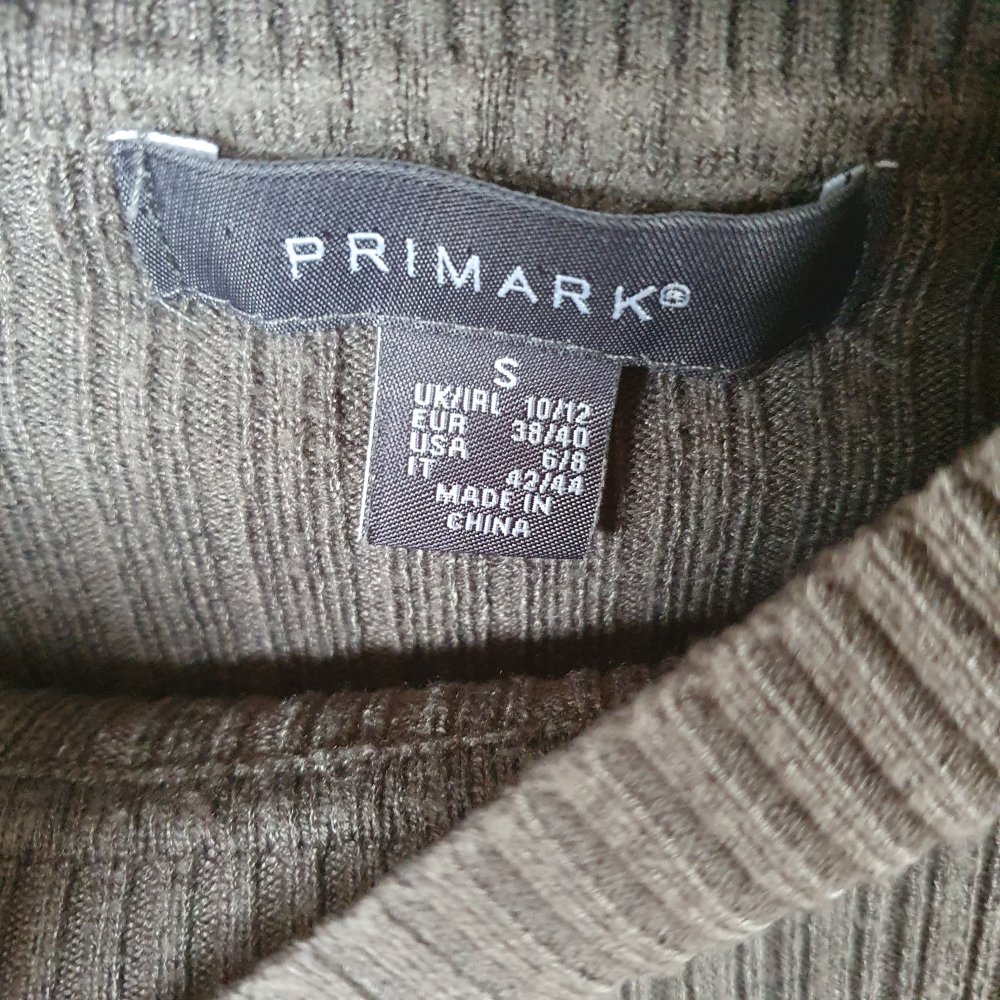 PRIMARK®
S
UK/IRL 10/12
EUR 38/40
USA 6/8
IT 42/44
MADE IN
CHINA